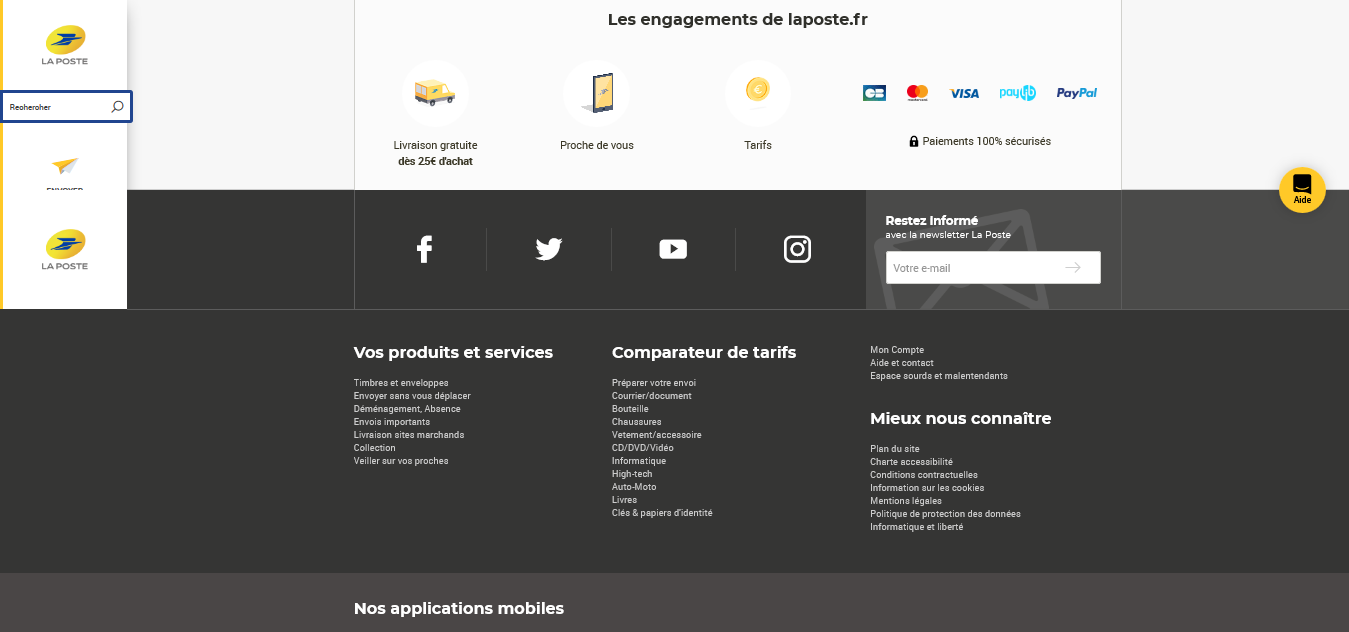 LA POSTE
Rechercher
LA POSTE
Les engagements de laposte.fr
Livraison gratuite
dès 25€ d'achat
Proche de vous
Tarifs
CB
mastercard
VISA
paylib
PayPal
Paiements 100% sécurisés
Aide
Restez Informé
avec la newsletter La Poste
Votre e-mail
Vos produits et services
Timbres et enveloppes
Envoyer sans vous déplacer
Déménagement, Absence
Envois importants
Livraison sites marchands
Collection
Veiller sur vos proches
Comparateur de tarifs
Préparer votre envoi
Courrier/document
Bouteille
Chaussures
Vetement/accessoire
CD/DVD/Vidéo
Informatique
High-tech
Auto-Moto
Livres
Clés & papiers d'identité
Mon Compte
Aide et contact
Espace sourds et malentendants
Mieux nous connaître
Plan du site
Charte accessibilité
Conditions contractuelles
Information sur les cookies
Mentions légales
Politique de protection des données
Informatique et liberté
Nos applications mobiles